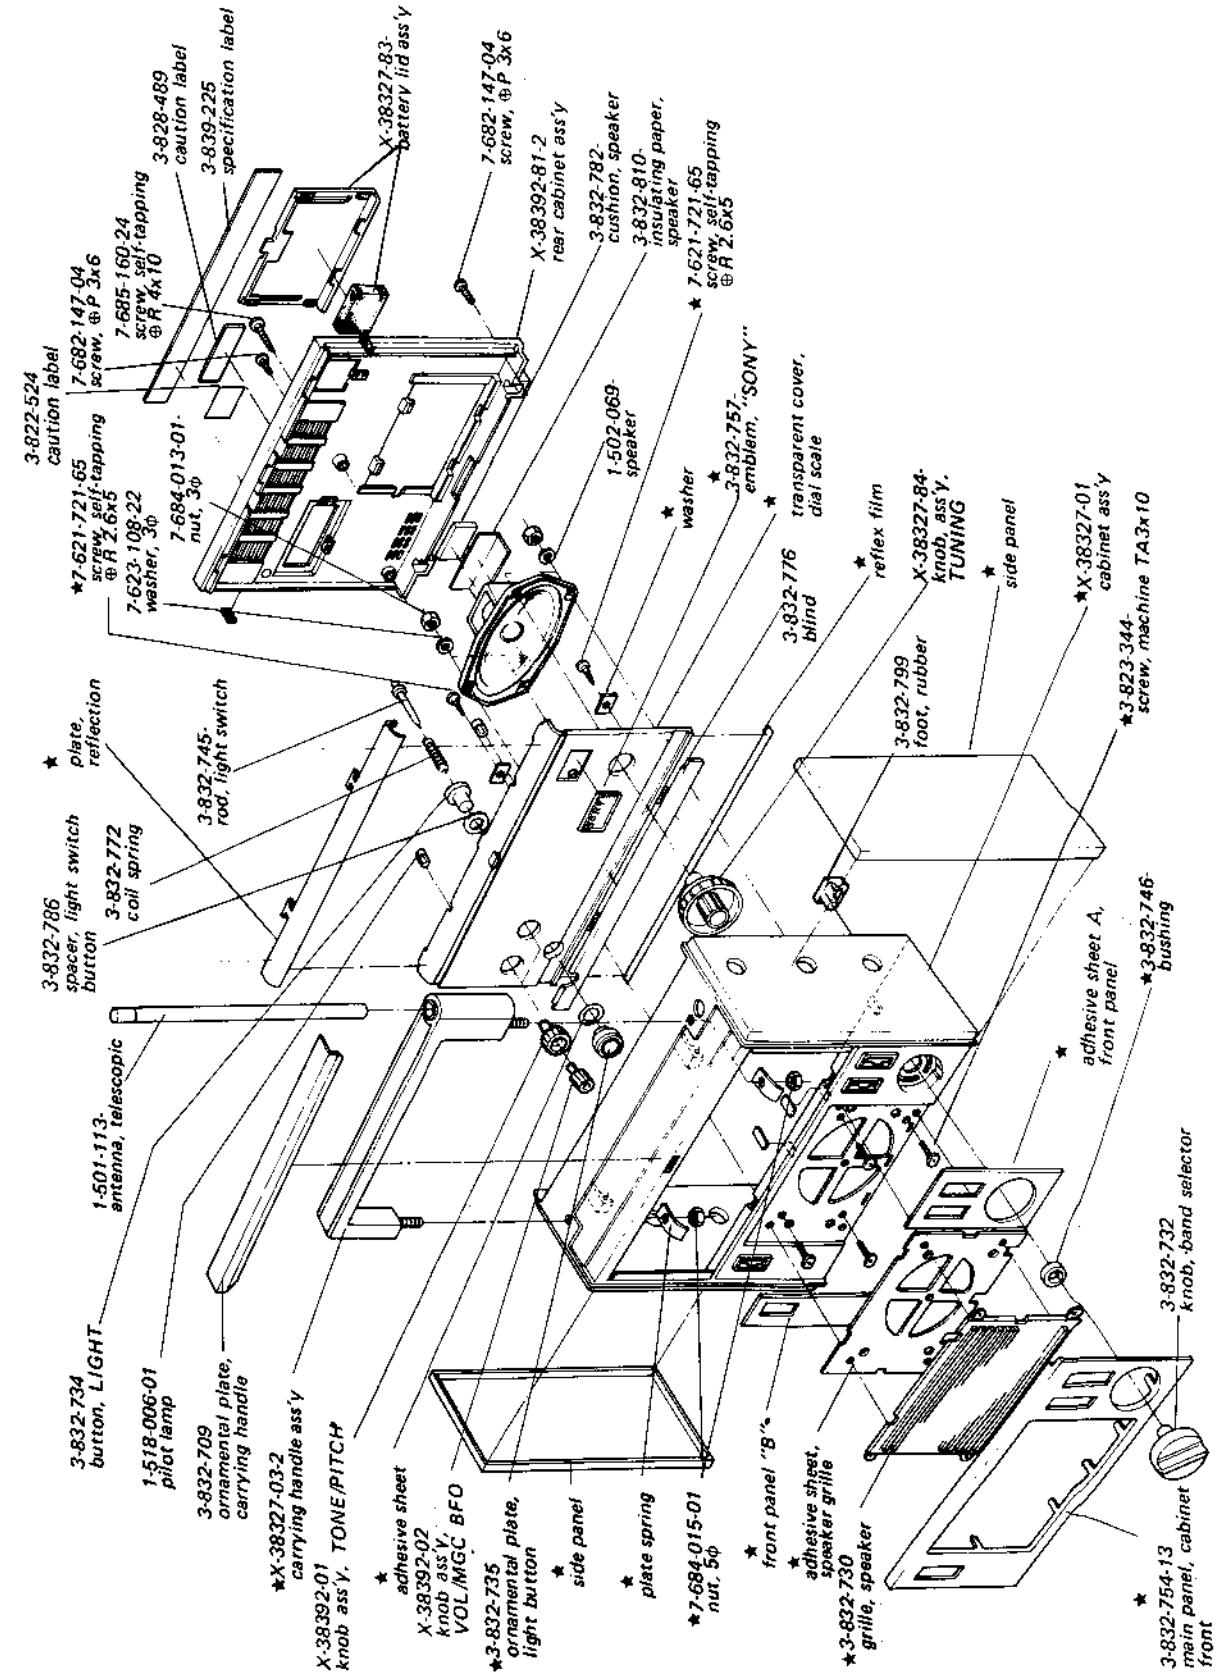 3-822-524
caution label
7-682-147-04
screw, ⊕P 3x6
7-685-160-24
screw, self-tapping
⊕R 4x10
3-828-489
caution label
3-839-225
specification label
X-38327-83-
battery lid ass'y
7-682-147-04
screw, ⊕P 3x6
X-38392-81-2
rear cabinet ass'y
3-832-782-
cushion, speaker
3-832-810-
insulating paper,
speaker
★ 7-621-721-65
screw, self-tapping
⊕R 2.6x5
★7-621-721-65
screw, self-tapping
⊕R 2.6x5
7-623-108-22
washer, 3φ
7-684-013-01-
nut, 3φ
1-502-069-
speaker
★
washer
★
3-832-757-
emblem, "SONY"
★
transparent cover,
dial scale
3-832-776
blind
★
reflex film
X-38327-84-
knob, ass'y.
TUNING
★
side panel
★X-38327-01
cabinet ass'y
★3-823-344-
screw, machine TA3x10
★
plate,
reflection
3-832-745-
rod, light switch
3-832-786
spacer, light switch
button
3-832-772
coil spring
3-832-799
foot, rubber
SONY
1-501-113-
antenna, telescopic
★
adhesive sheet A,
front panel
★3-832-746-
bushing
3-832-734
button, LIGHT
1-518-006-01
pilot lamp
3-832-709
ornamental plate,
carrying handle
★X-38327-03-2
carrying handle ass'y
X-38392-01
knob ass'y, TONE/PITCH
★
adhesive sheet
X-38392-02
knob ass'y,
VOL/MGC BFO
★3-832-735
ornamental plate,
light button
★
side panel
★
plate spring
★7-684-015-01
nut, 5φ
★
front panel "B"
★
adhesive sheet,
speaker grille
★3-832-730
grille, speaker
3-832-732
knob, band selector
★
3-832-754-13
main panel, cabinet
front